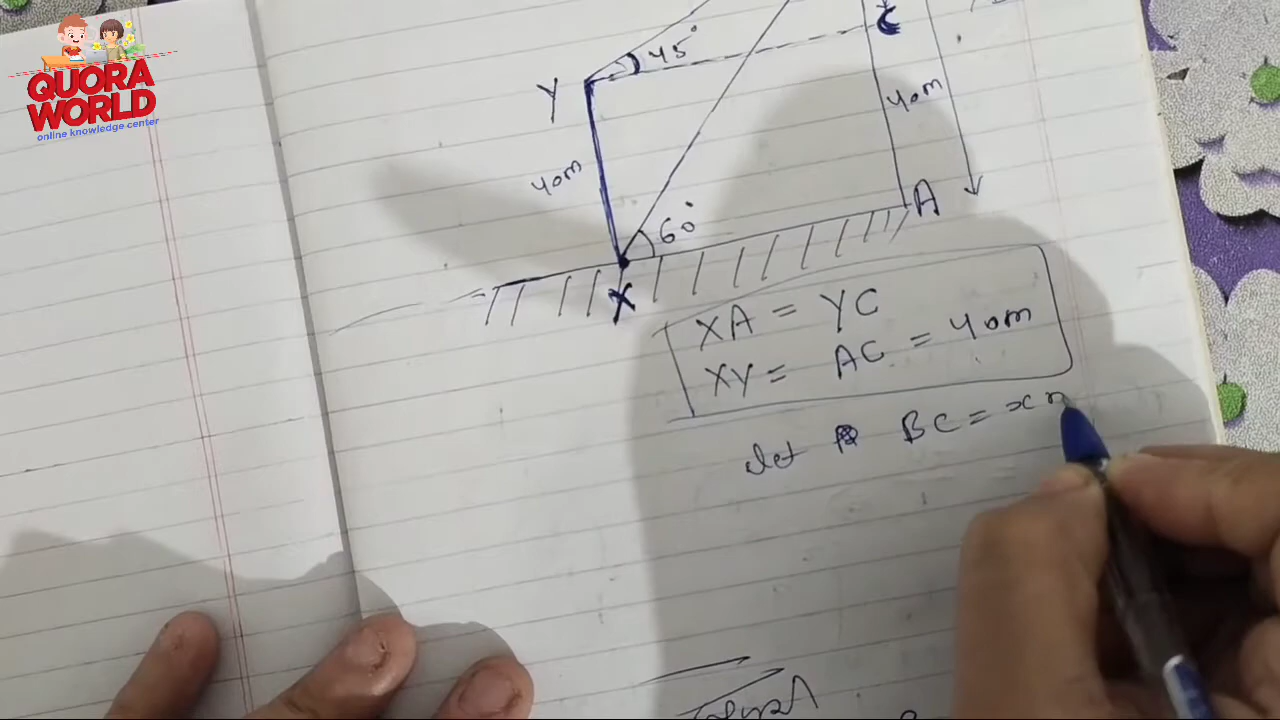 QUORA
WORLD
online knowledge center
C
45°
Y
40m
40m
A
60°
X
XA = YC
XY = AC = 40m
let BC = x